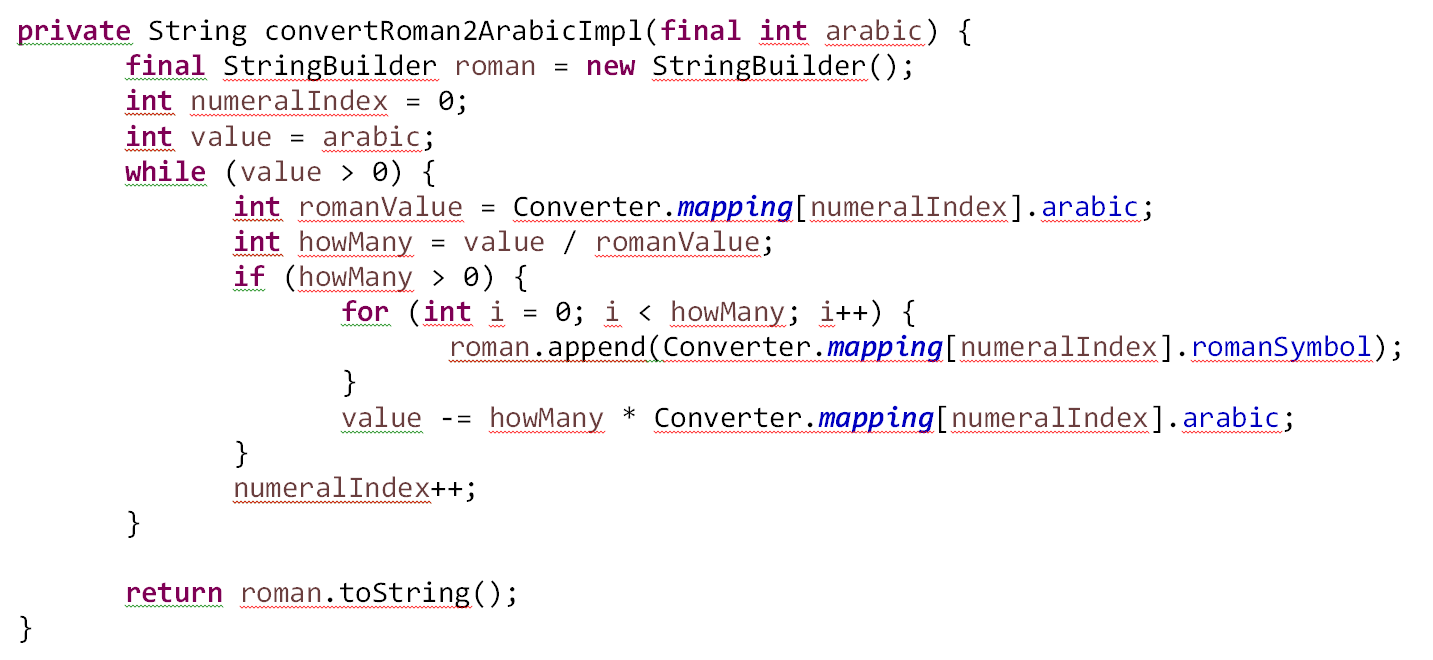 private String convertRoman2ArabicImpl(final int arabic) {
final StringBuilder roman = new StringBuilder();
int numeralIndex = 0;
int value = arabic;
while (value > 0) {
int romanValue = Converter.mapping[numeralIndex].arabic;
int howMany = value / romanValue;
if (howMany > 0) {
for (int i = 0; i < howMany; i++) {
roman.append(Converter.mapping[numeralIndex].romanSymbol);
}
value -= howMany * Converter.mapping[numeralIndex].arabic;
}
numeralIndex++;
}
return roman.toString();
}